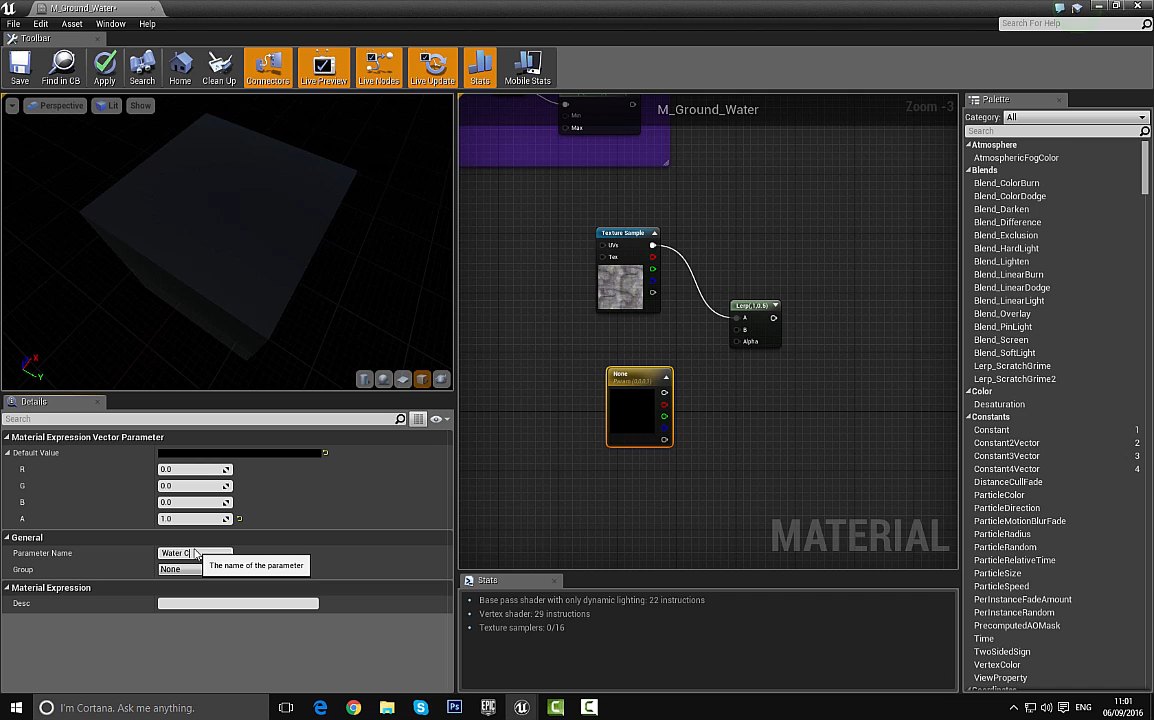 M_Ground_Water*
File Edit Asset Window Help
Search For Help
Toolbar
Save Find in CB Apply Search Home Clean Up Connectors Live Preview Live Nodes Live Update Stats Mobile Stats
Perspective Lit Show
X
Y
Min
Max
M_Ground_Water
Zoom -3
Texture Sample
UVs
Tex
Lerp(,1,0.5)
A
B
Alpha
None
Param (0,0,0,1)
MATERIAL
Details
Search
Material Expression Vector Parameter
Default Value
R 0.0
G 0.0
B 0.0
A 1.0
General
Parameter Name Water C
The name of the parameter
Group None
Material Expression
Desc
Stats
Base pass shader with only dynamic lighting: 22 instructions
Vertex shader: 29 instructions
Texture samplers: 0/16
Palette
Category: All
Search
Atmosphere
AtmosphericFogColor
Blends
Blend_ColorBurn
Blend_ColorDodge
Blend_Darken
Blend_Difference
Blend_Exclusion
Blend_HardLight
Blend_Lighten
Blend_LinearBurn
Blend_LinearDodge
Blend_LinearLight
Blend_Overlay
Blend_PinLight
Blend_Screen
Blend_SoftLight
Lerp_ScratchGrime
Lerp_ScratchGrime2
Color
Desaturation
Constants
Constant 1
Constant2Vector 2
Constant3Vector 3
Constant4Vector 4
DistanceCullFade
ParticleColor
ParticleDirection
ParticleMotionBlurFade
ParticleRadius
ParticleRandom
ParticleRelativeTime
ParticleSize
ParticleSpeed
PerInstanceFadeAmount
PerInstanceRandom
PrecomputedAOMask
Time
TwoSidedSign
VertexColor
ViewProperty
Coordinates
I'm Cortana. Ask me anything.
Ps
EPIC
ENG
11:01
06/09/2016